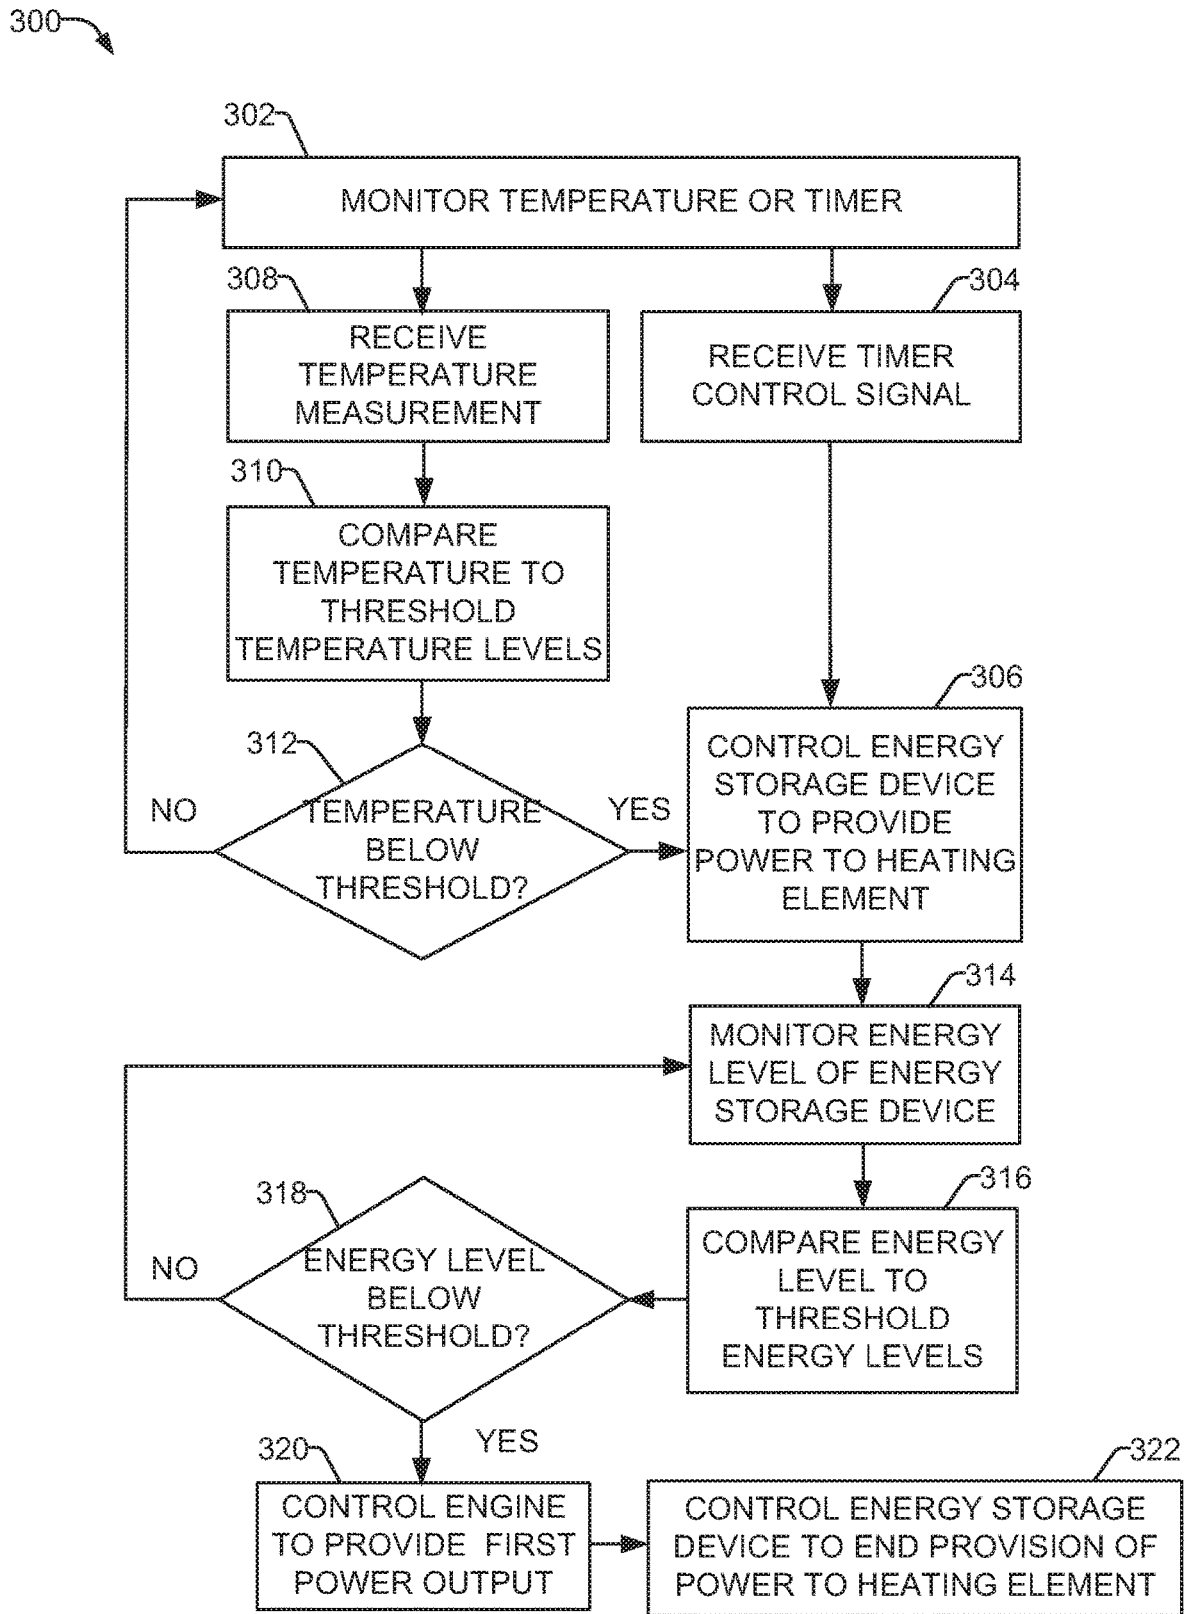 300
302
MONITOR TEMPERATURE OR TIMER
308
304
RECEIVE
TEMPERATURE
MEASUREMENT
RECEIVE TIMER
CONTROL SIGNAL
310
COMPARE
TEMPERATURE TO
THRESHOLD
TEMPERATURE LEVELS
306
312
CONTROL ENERGY
STORAGE DEVICE
TO PROVIDE
POWER TO HEATING
ELEMENT
NO
TEMPERATURE
BELOW
THRESHOLD?
YES
314
MONITOR ENERGY
LEVEL OF ENERGY
STORAGE DEVICE
316
318
COMPARE ENERGY
LEVEL TO
THRESHOLD
ENERGY LEVELS
NO
ENERGY LEVEL
BELOW
THRESHOLD?
YES
320
322
CONTROL ENGINE
TO PROVIDE FIRST
POWER OUTPUT
CONTROL ENERGY STORAGE
DEVICE TO END PROVISION OF
POWER TO HEATING ELEMENT